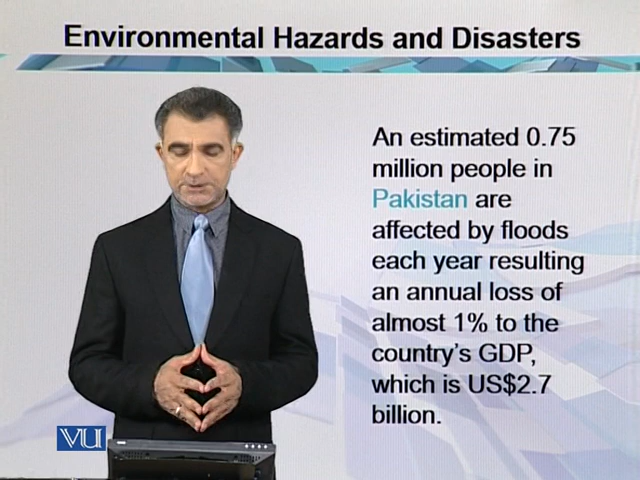 Environmental Hazards and Disasters
An estimated 0.75
million people in
Pakistan are
affected by floods
each year resulting
an annual loss of
almost 1% to the
country's GDP,
which is US$2.7
billion.
VU